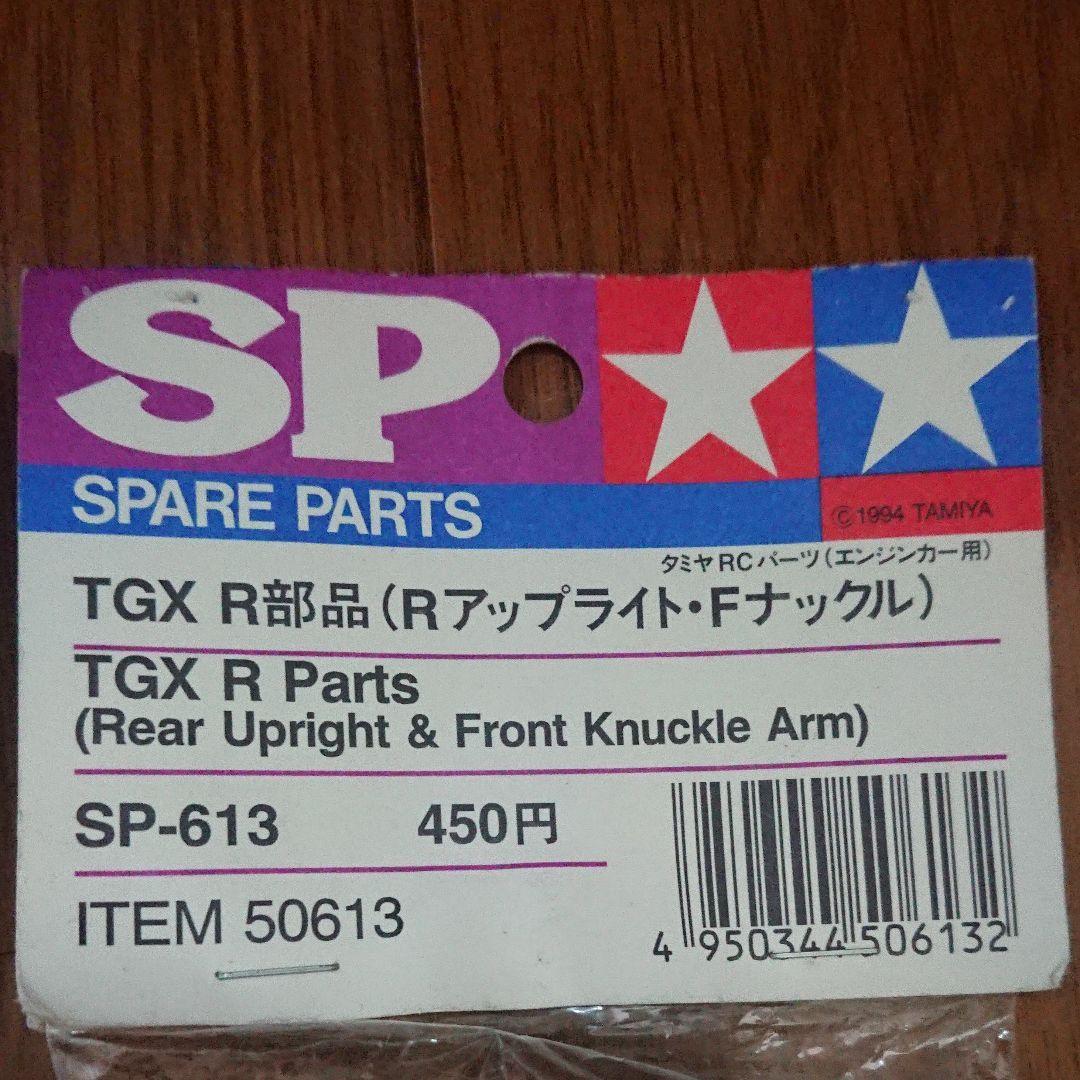 SP
SPARE PARTS
©1994 TAMIYA
タミヤRCパーツ(エンジンカー用)
TGX R部品(Rアップライト・Fナックル)
TGX R Parts
(Rear Upright & Front Knuckle Arm)
SP-613 450円
ITEM 50613
4 950344 506132